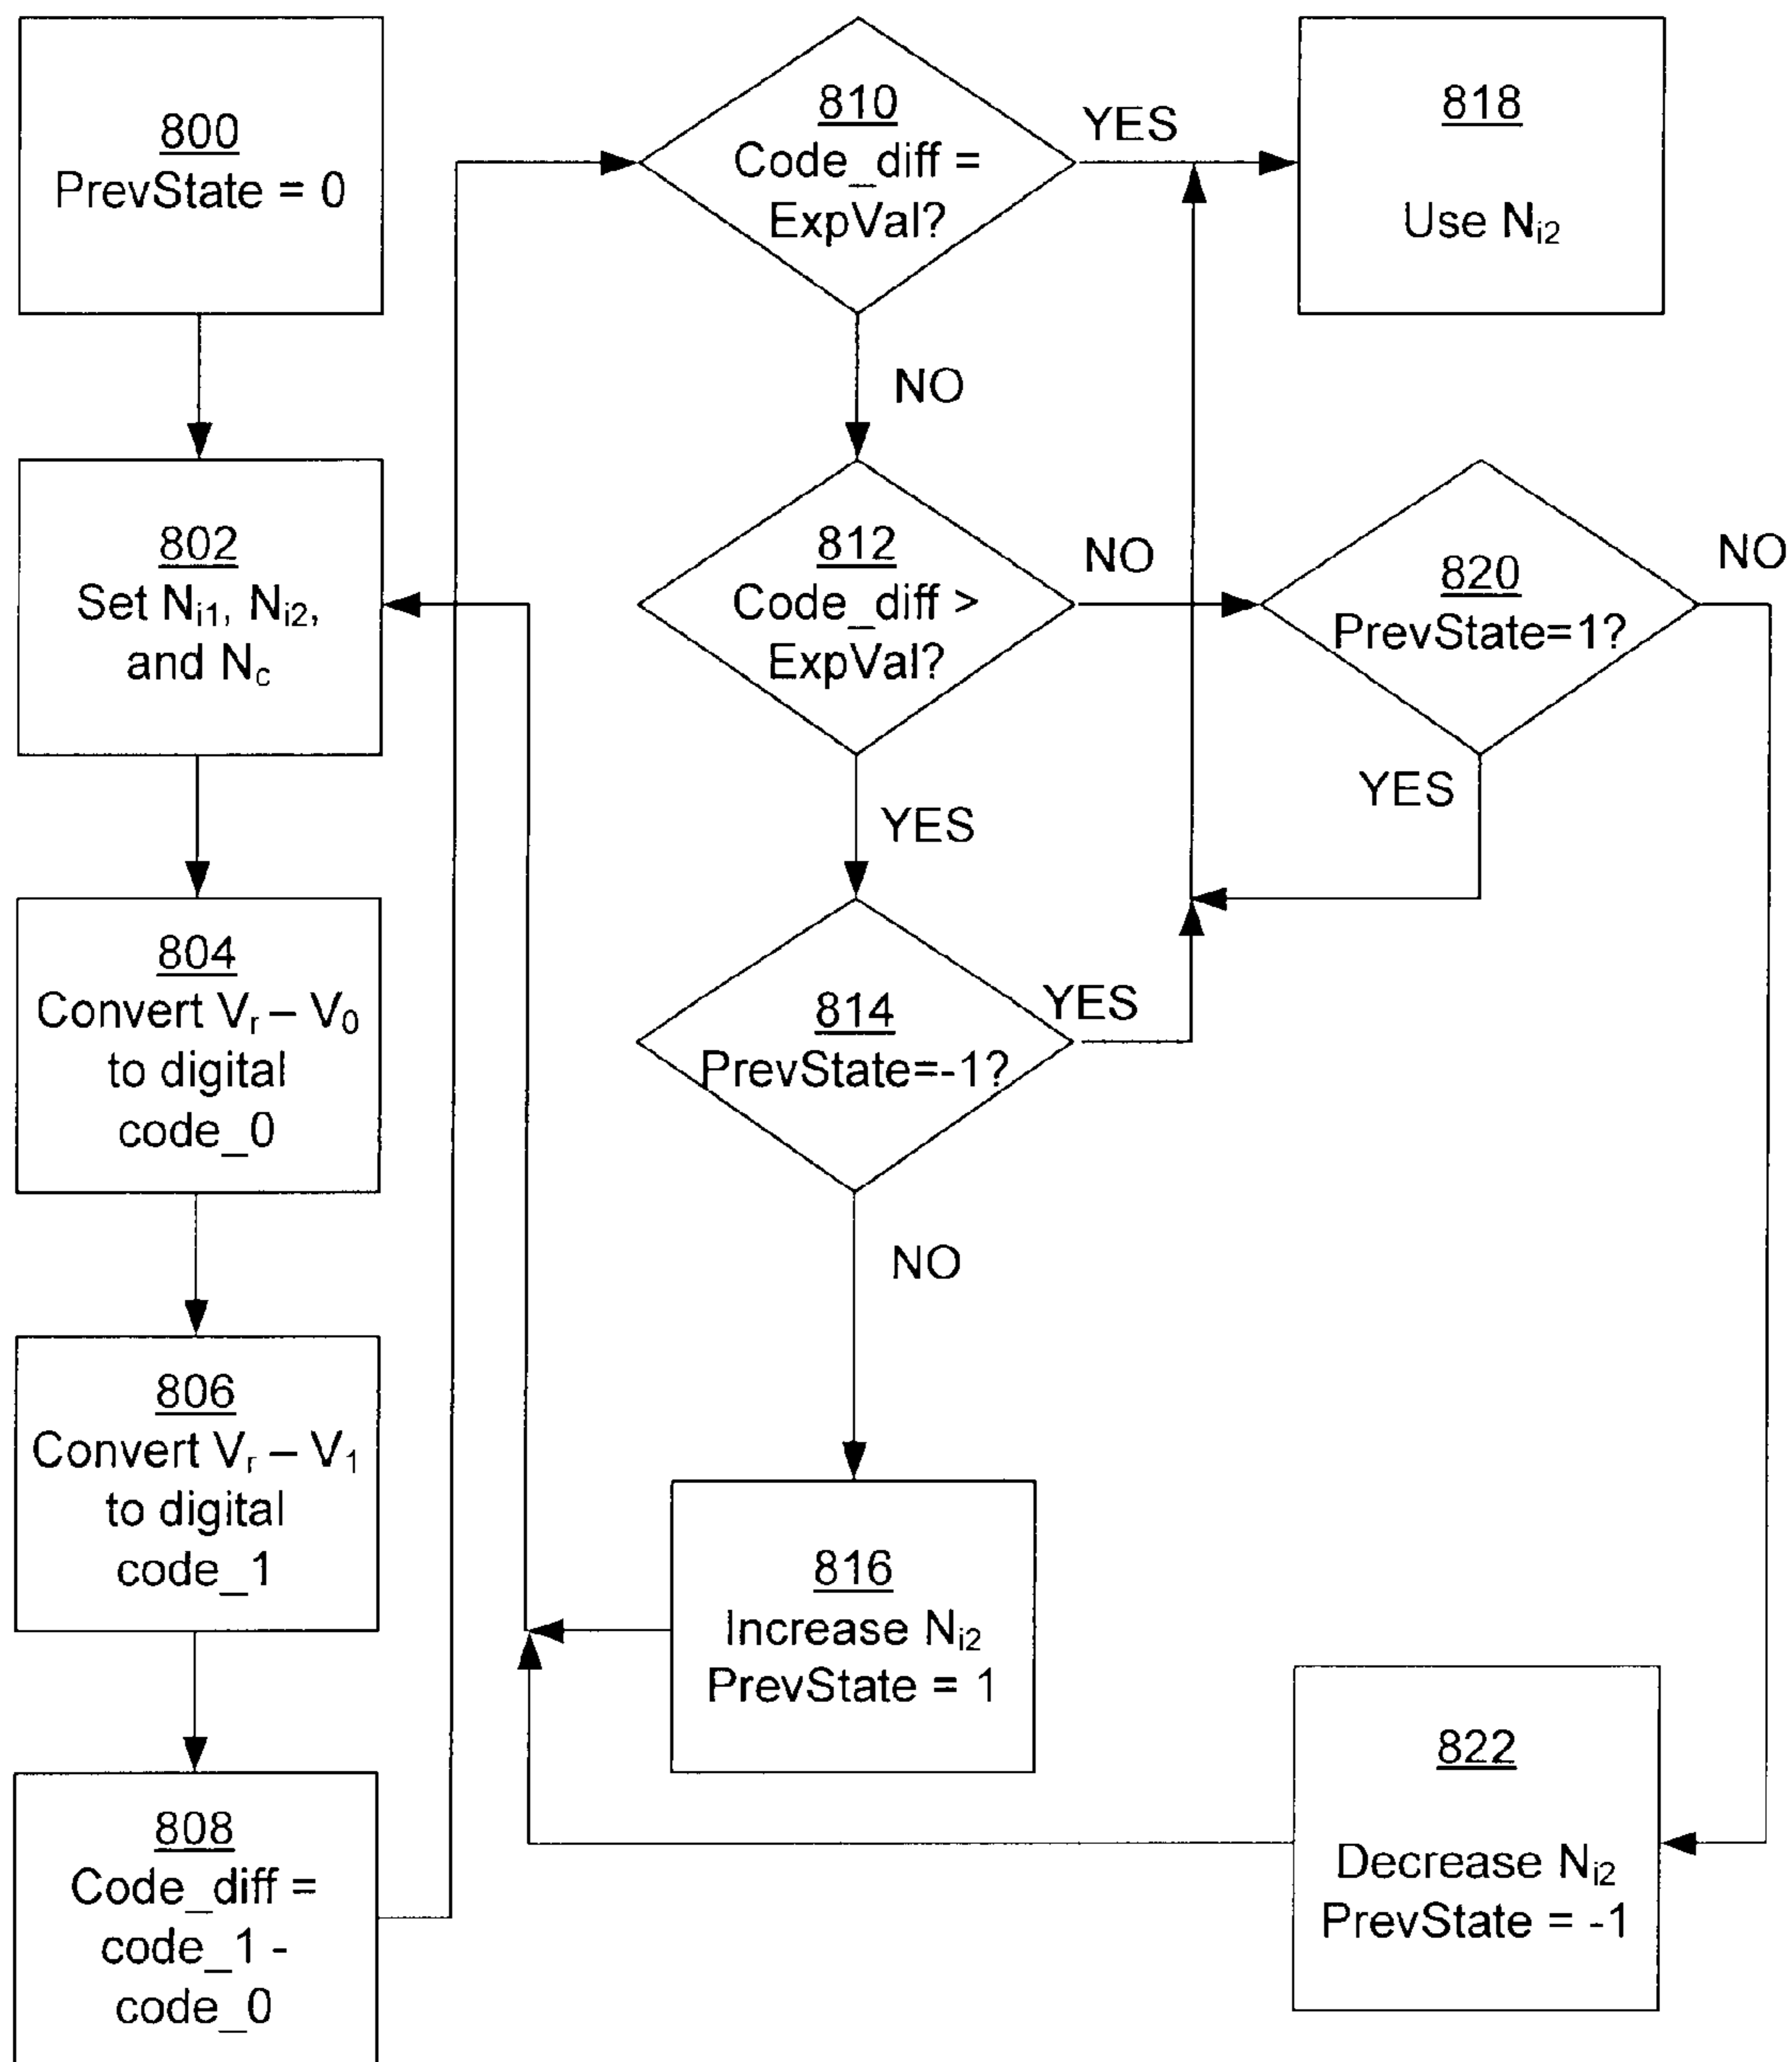 800
PrevState = 0
802
Set Ni1, Ni2,
and Nc
804
Convert Vr – V0
to digital
code_0
806
Convert Vr – V1
to digital
code_1
808
Code_diff =
code_1 -
code_0
810
Code_diff =
ExpVal?
YES
NO
812
Code_diff >
ExpVal?
NO
YES
814
PrevState=-1?
YES
NO
816
Increase Ni2
PrevState = 1
818
Use Ni2
820
PrevState=1?
NO
YES
822
Decrease Ni2
PrevState = -1